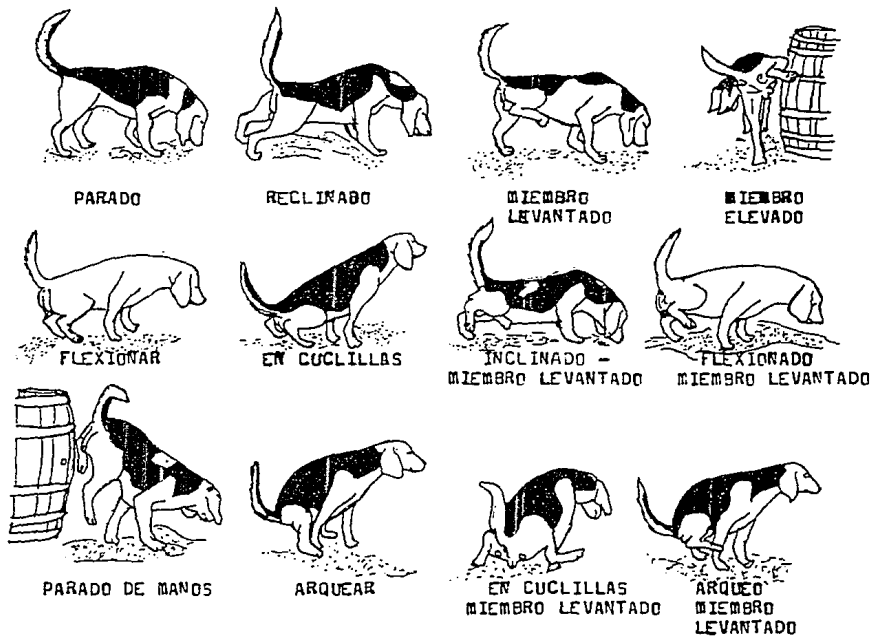 PARADO
RECLINADO
MIEMBRO
LEVANTADO
MIEMBRO
ELEVADO
FLEXIONAR
EN CUCLILLAS
INCLINADO -
MIEMBRO LEVANTADO
FLEXIONADO
MIEMBRO LEVANTADO
PARADO DE MANOS
ARQUEAR
EN CUCLILLAS
MIEMBRO LEVANTADO
ARQUEO
MIEMBRO
LEVANTADO